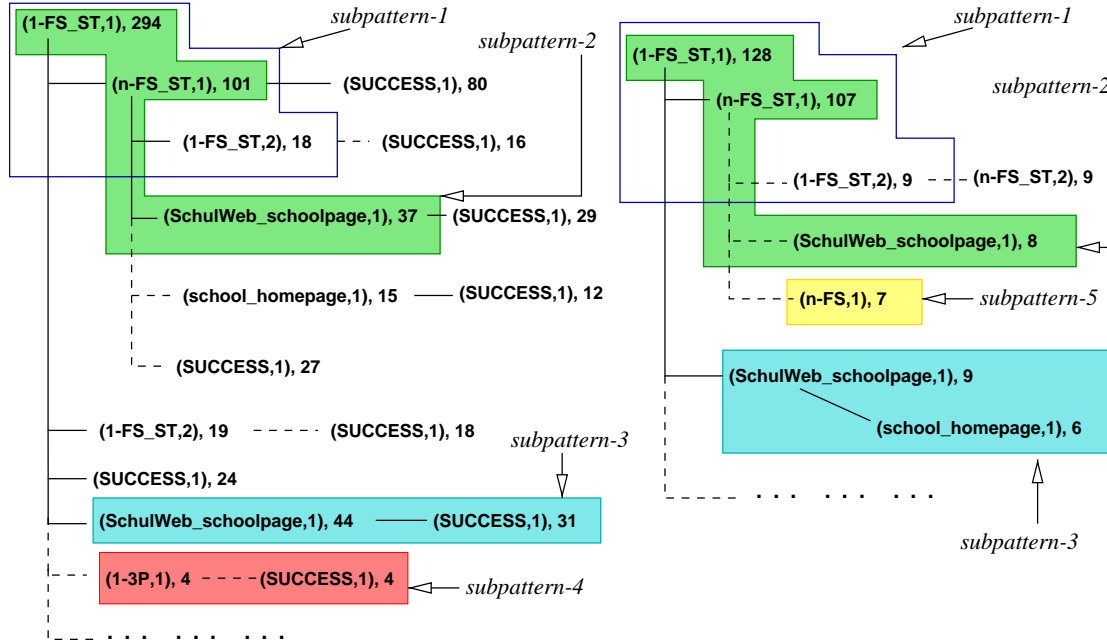 (1-FS_ST,1), 294
subpattern-1
subpattern-2
(n-FS_ST,1), 101
(SUCCESS,1), 80
(1-FS_ST,2), 18
(SUCCESS,1), 16
(SchulWeb_schoolpage,1), 37
(SUCCESS,1), 29
(school_homepage,1), 15
(SUCCESS,1), 12
(SUCCESS,1), 27
(1-FS_ST,2), 19
(SUCCESS,1), 18
subpattern-3
(SUCCESS,1), 24
(SchulWeb_schoolpage,1), 44
(SUCCESS,1), 31
(1-3P,1), 4
(SUCCESS,1), 4
subpattern-4
. . . . . . . . .
subpattern-1
(1-FS_ST,1), 128
subpattern-2
(n-FS_ST,1), 107
(1-FS_ST,2), 9
(n-FS_ST,2), 9
(SchulWeb_schoolpage,1), 8
(n-FS,1), 7
subpattern-5
(SchulWeb_schoolpage,1), 9
(school_homepage,1), 6
. . . . . . . . .
subpattern-3